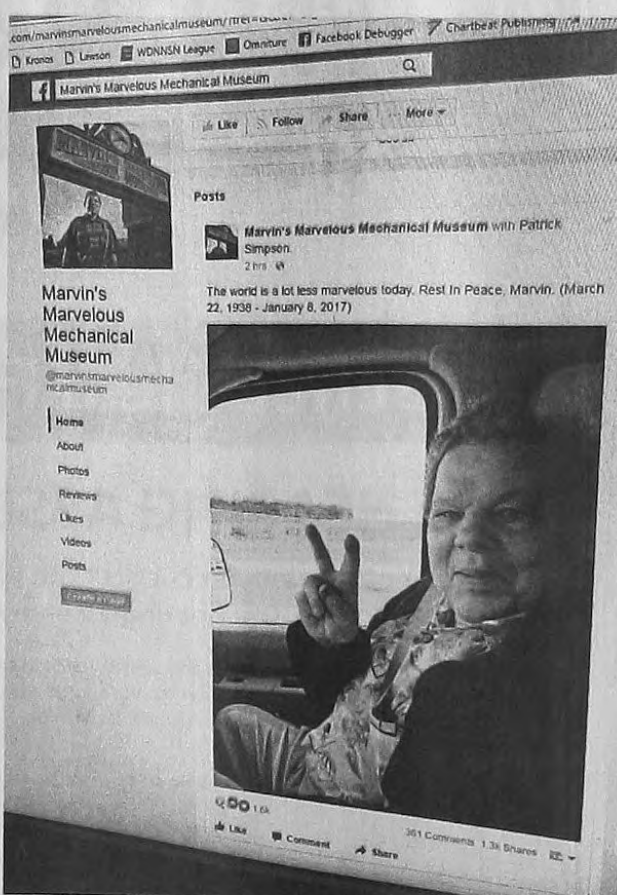 .com/marvinsmarvelousmechanicalmuseum/
Kronos Lawson WDNNSN League Omniture Facebook Debugger Chartbeat Publishing
f Marvin's Marvelous Mechanical Museum
Like Follow Share ... More
Posts
Marvin's Marvelous Mechanical Museum with Patrick
Simpson.
2 hrs
The world is a lot less marvelous today. Rest In Peace, Marvin. (March
22, 1938 - January 8, 2017)
Marvin's
Marvelous
Mechanical
Museum
@marvinsmarvelousmecha
nicalmuseum
Home
About
Photos
Reviews
Likes
Videos
Posts
1.6k
361 Comments 1.3k Shares
Like Comment Share